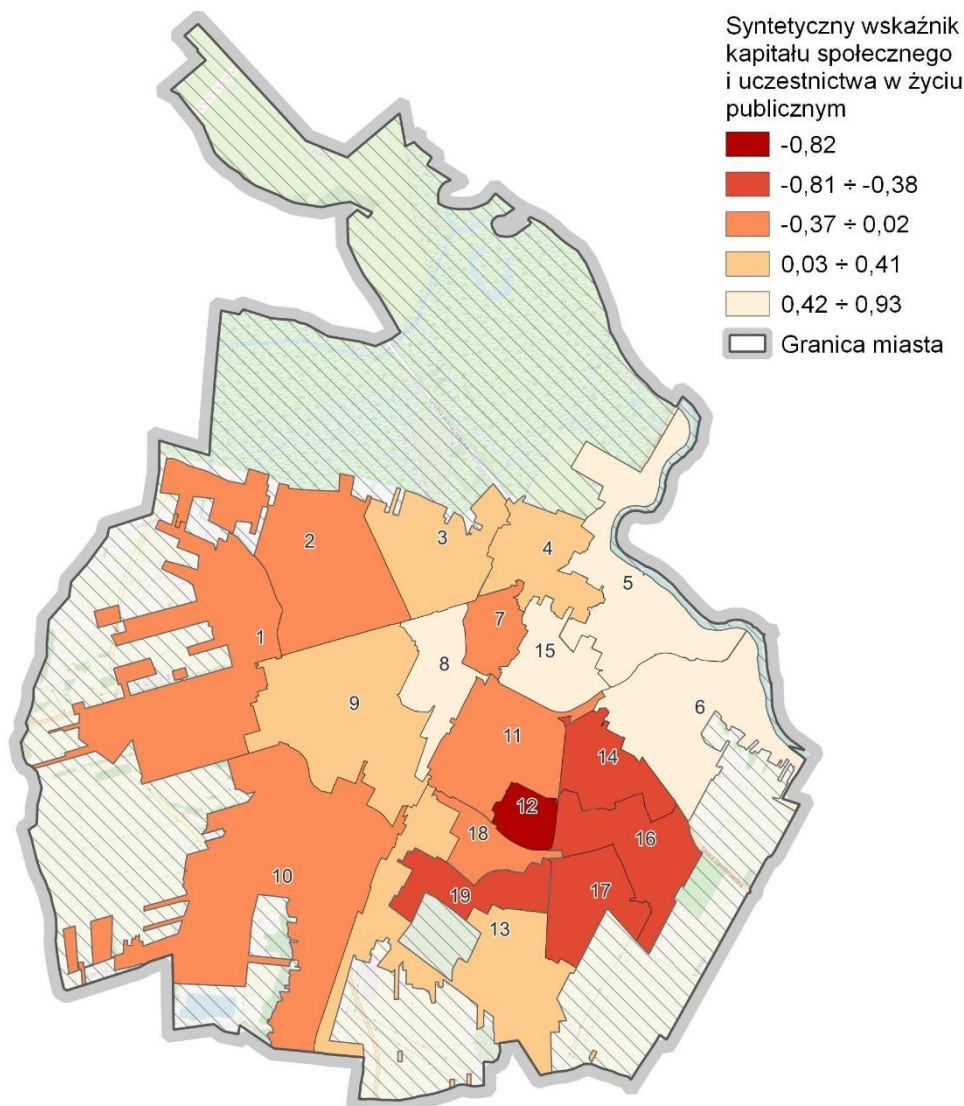 Syntetyczny wskaźnik
kapitału społecznego
i uczestnictwa w życiu
publicznym
-0,82
-0,81 ÷ -0,38
-0,37 ÷ 0,02
0,03 ÷ 0,41
0,42 ÷ 0,93
Granica miasta
2
3
4
5
1
7
15
8
9
6
11
14
12
18
16
10
19
17
13